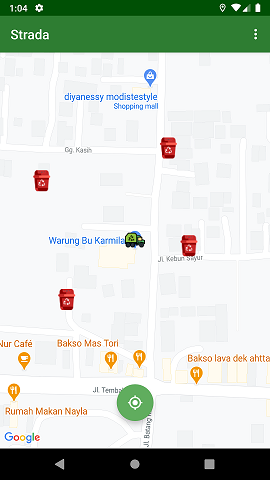 1:04
Strada
diyanessy modistestyle
Shopping mall
Gg. Kasih
Warung Bu Karmila
Jl. Kebun Sayur
Nur Café
Bakso Mas Tori
Bakso lava dek ahtta
Jl. Tembak
Rumah Makan Nayla
Jl. Batang
Google